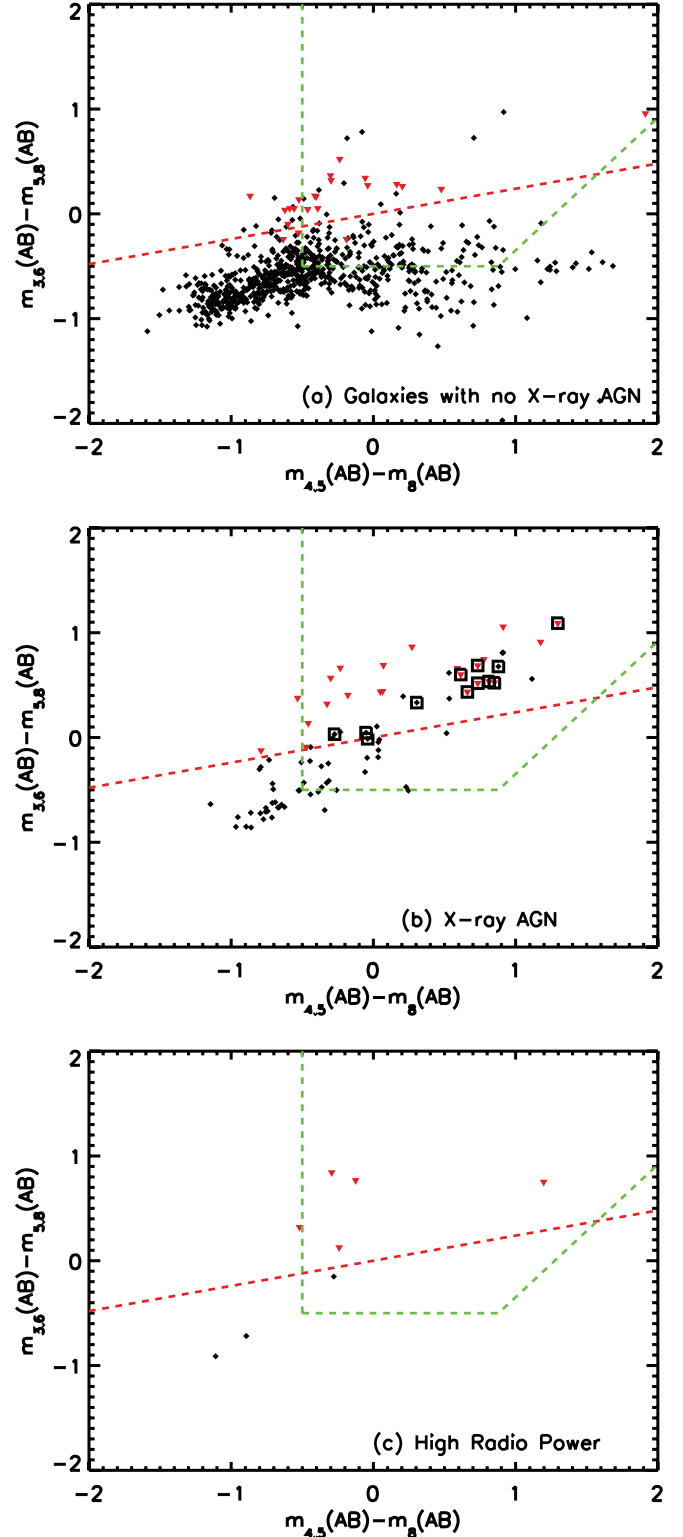 2
1
0
−1
−2
m3.6(AB)−m5.8(AB)
(a) Galaxies with no X−ray AGN
−2 −1 0 1 2
m4.5(AB)−m8(AB)
2
1
0
−1
−2
m3.6(AB)−m5.8(AB)
(b) X−ray AGN
−2 −1 0 1 2
m4.5(AB)−m8(AB)
2
1
0
−1
−2
m3.6(AB)−m5.8(AB)
(c) High Radio Power
−2 −1 0 1 2
m4.5(AB)−m8(AB)